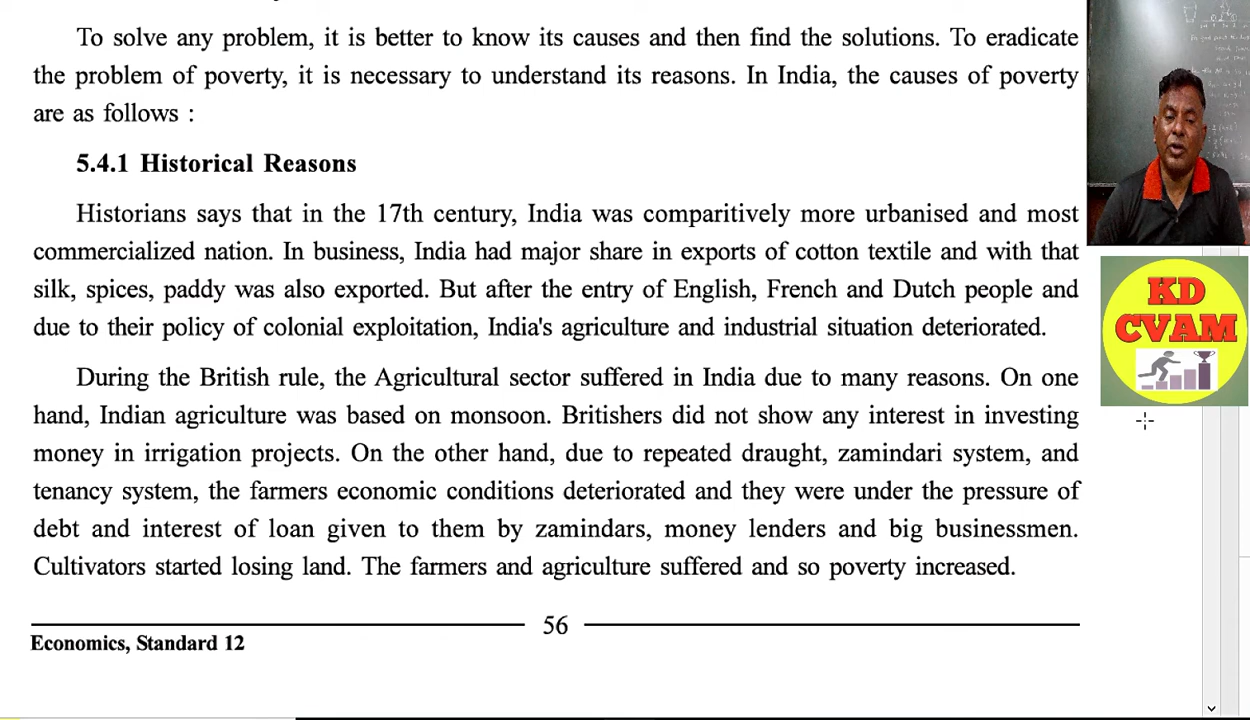 To solve any problem, it is better to know its causes and then find the solutions. To eradicate
the problem of poverty, it is necessary to understand its reasons. In India, the causes of poverty
are as follows :
5.4.1 Historical Reasons
Historians says that in the 17th century, India was comparitively more urbanised and most
commercialized nation. In business, India had major share in exports of cotton textile and with that
silk, spices, paddy was also exported. But after the entry of English, French and Dutch people and
due to their policy of colonial exploitation, India's agriculture and industrial situation deteriorated.
During the British rule, the Agricultural sector suffered in India due to many reasons. On one
hand, Indian agriculture was based on monsoon. Britishers did not show any interest in investing
money in irrigation projects. On the other hand, due to repeated draught, zamindari system, and
tenancy system, the farmers economic conditions deteriorated and they were under the pressure of
debt and interest of loan given to them by zamindars, money lenders and big businessmen.
Cultivators started losing land. The farmers and agriculture suffered and so poverty increased.
56
Economics, Standard 12
KD
CVAM